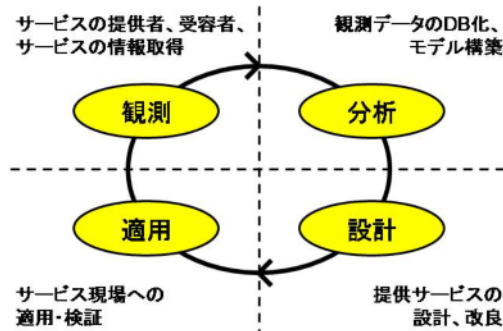 サービスの提供者、受容者、
サービスの情報取得
観測データのDB化、
モデル構築
観測
分析
適用
設計
サービス現場への
適用・検証
提供サービスの
設計、改良